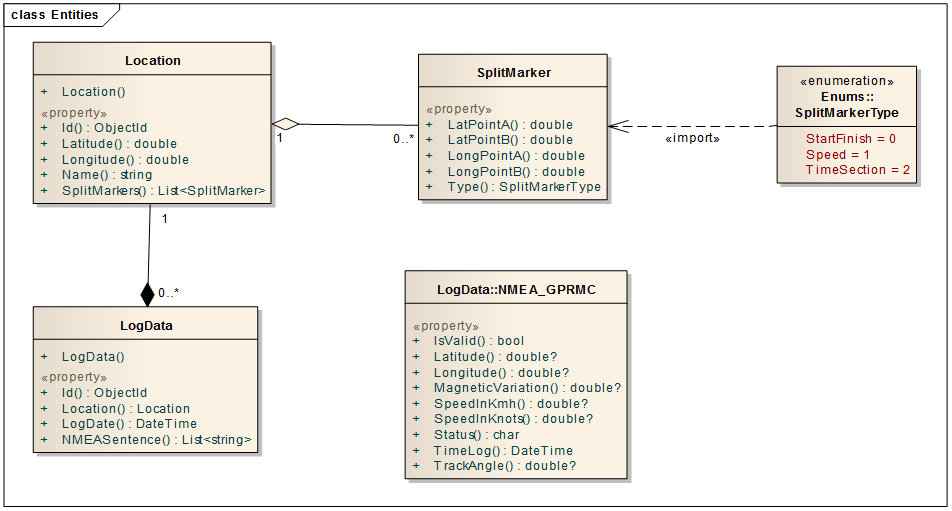 class Entities
Location
+ Location()
«property»
+ Id() : ObjectId
+ Latitude() : double
+ Longitude() : double
+ Name() : string
+ SplitMarkers() : List<SplitMarker>
1
0..*
SplitMarker
«property»
+ LatPointA() : double
+ LatPointB() : double
+ LongPointA() : double
+ LongPointB() : double
+ Type() : SplitMarkerType
«import»
«enumeration»
Enums::
SplitMarkerType
StartFinish = 0
Speed = 1
TimeSection = 2
1
0..*
LogData
+ LogData()
«property»
+ Id() : ObjectId
+ Location() : Location
+ LogDate() : DateTime
+ NMEASentence() : List<string>
LogData::NMEA_GPRMC
«property»
+ IsValid() : bool
+ Latitude() : double?
+ Longitude() : double?
+ MagneticVariation() : double?
+ SpeedInKmh() : double?
+ SpeedInKnots() : double?
+ Status() : char
+ TimeLog() : DateTime
+ TrackAngle() : double?